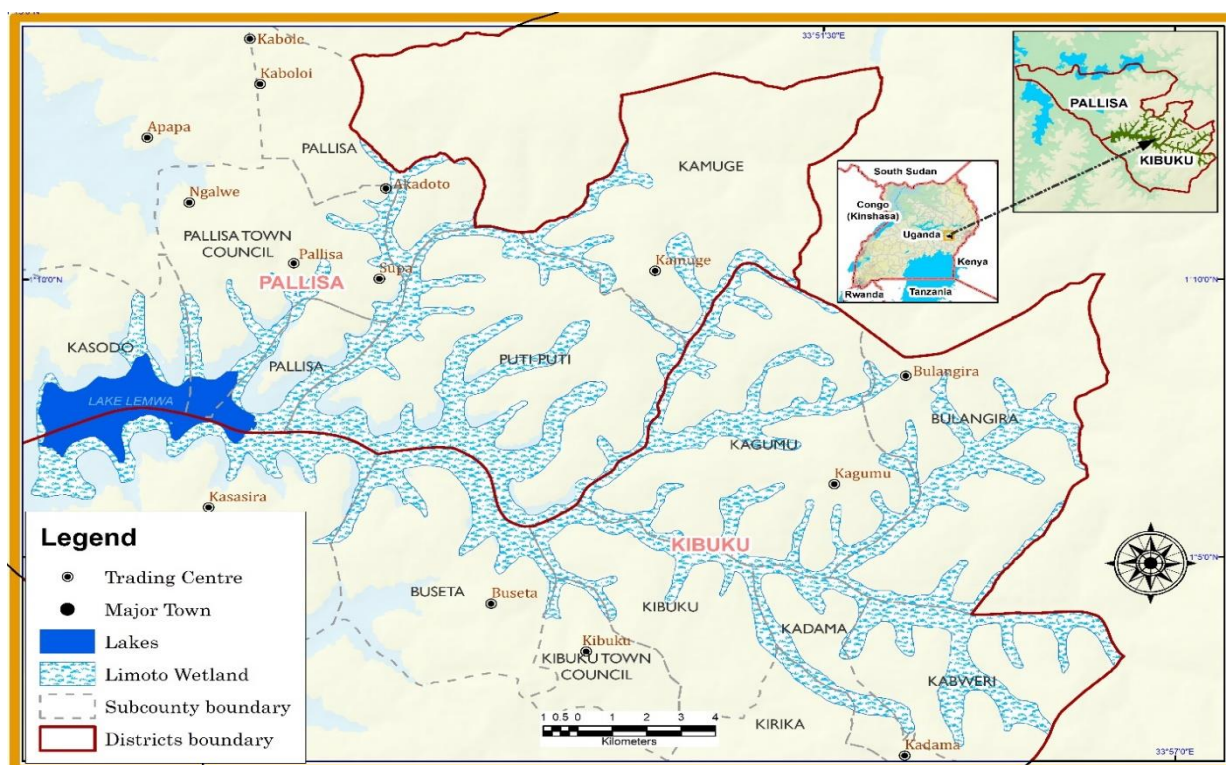 33°51'30"E
Kabole
Kaboloi
Apapa
PALLISA
KIBUKU
PALLISA
KAMUGE
Akadoto
South Sudan
Congo
(Kinshasa)
Uganda
Kenya
Rwanda
Tanzania
Ngalwe
PALLISA TOWN
COUNCIL
Pallisa
Supa
Kamuge
1°10'0"N
PALLISA
1°10'0"N
KASODO
PALLISA
PUTI PUTI
Bulangira
LAKE LEMWA
BULANGIRA
KAGUMU
Kagumu
Kasasira
KIBUKU
1°5'0"N
BUSETA
Buseta
KIBUKU
KADAMA
Kibuku
KIBUKU TOWN
COUNCIL
KABWERI
KIRIKA
Kadama
33°57'0"E
1 0.5 0 1 2 3 4
Kilometers
Legend
Trading Centre
Major Town
Lakes
Limoto Wetland
Subcounty boundary
Districts boundary